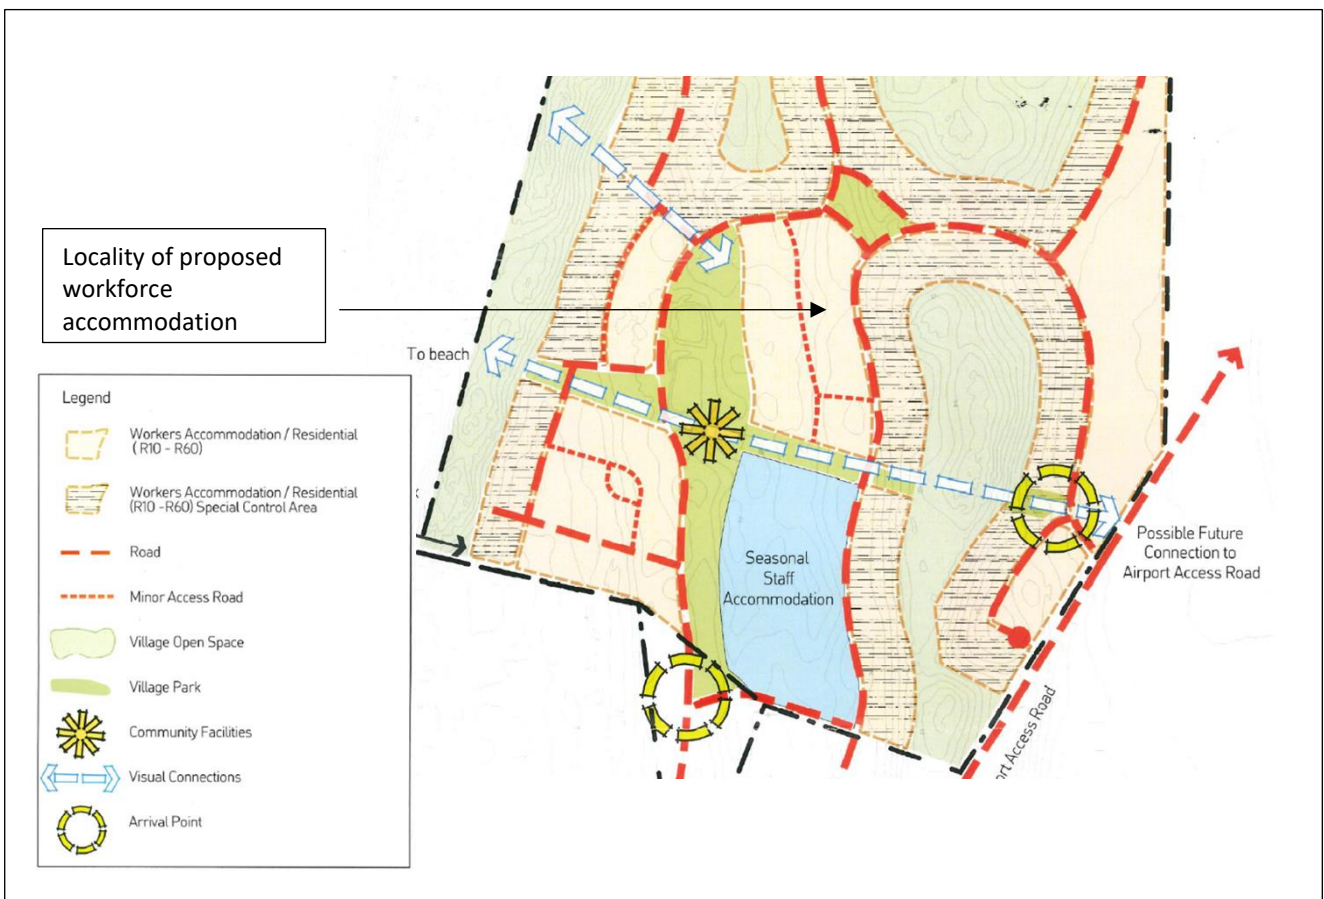 Locality of proposed
workforce
accommodation
To beach
Legend
Workers Accommodation / Residential
(R10 - R60)
Workers Accommodation / Residential
(R10 -R60) Special Control Area
Road
Minor Access Road
Village Open Space
Village Park
Community Facilities
Visual Connections
Arrival Point
Seasonal
Staff
Accommodation
Possible Future
Connection to
Airport Access Road
ort Access Road